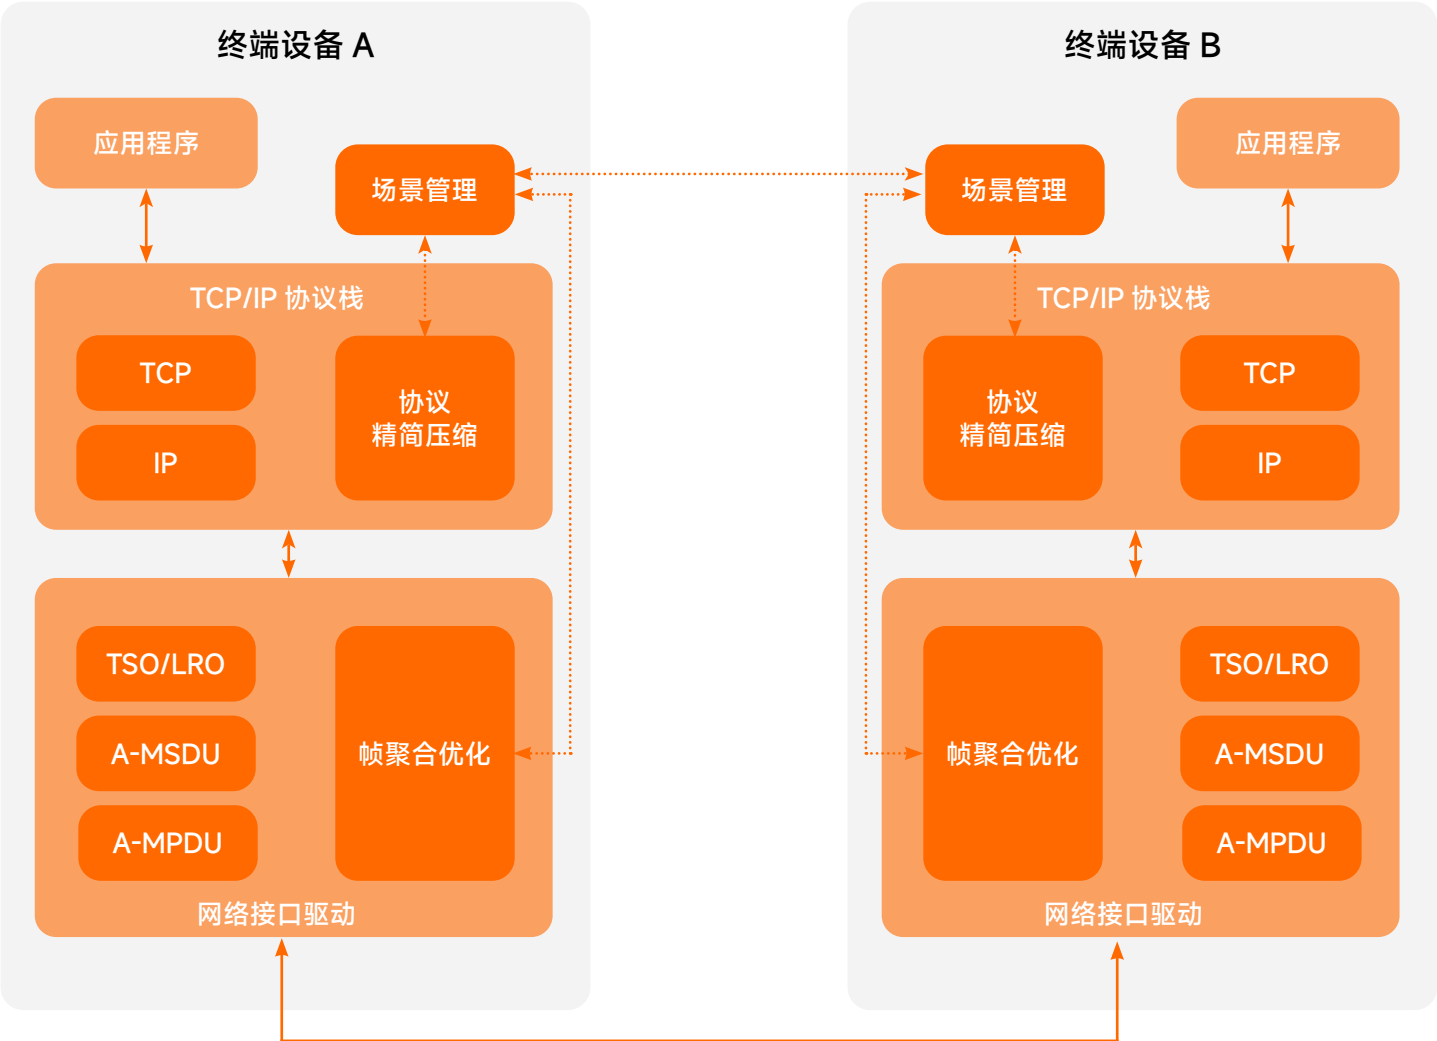 终端设备 A
应用程序
场景管理
TCP/IP 协议栈
TCP
IP
协议
精简压缩
TSO/LRO
A-MSDU
A-MPDU
帧聚合优化
网络接口驱动
终端设备 B
场景管理
应用程序
TCP/IP 协议栈
协议
精简压缩
TCP
IP
帧聚合优化
TSO/LRO
A-MSDU
A-MPDU
网络接口驱动